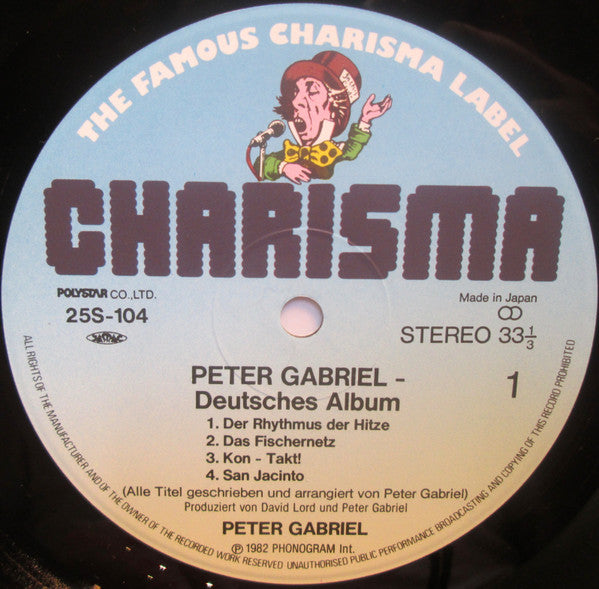 THE FAMOUS CHARISMA LABEL
CHARISMA
POLYSTAR CO.,LTD.
25S-104
Made in Japan
STEREO 33 1/3
PETER GABRIEL -
Deutsches Album
1
1. Der Rhythmus der Hitze
2. Das Fischernetz
3. Kon - Takt!
4. San Jacinto
(Alle Titel geschrieben und arrangiert von Peter Gabriel)
Produziert von David Lord und Peter Gabriel
PETER GABRIEL
Ⓟ 1982 PHONOGRAM Int.
ALL RIGHTS OF THE MANUFACTURER AND OF THE OWNER OF THE RECORDED WORK RESERVED UNAUTHORISED PUBLIC PERFORMANCE BROADCASTING AND COPYING OF THIS RECORD PROHIBITED